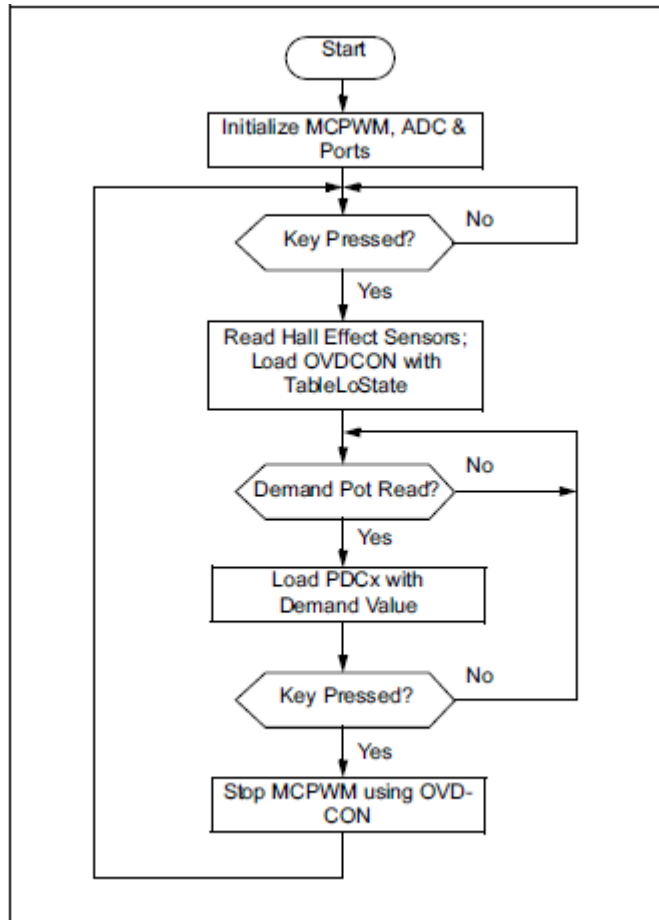 Start
Initialize MCPWM, ADC &
Ports
No
Key Pressed?
Yes
Read Hall Effect Sensors;
Load OVDCON with
TableLoState
No
Demand Pot Read?
Yes
Load PDCx with
Demand Value
No
Key Pressed?
Yes
Stop MCPWM using OVD-
CON